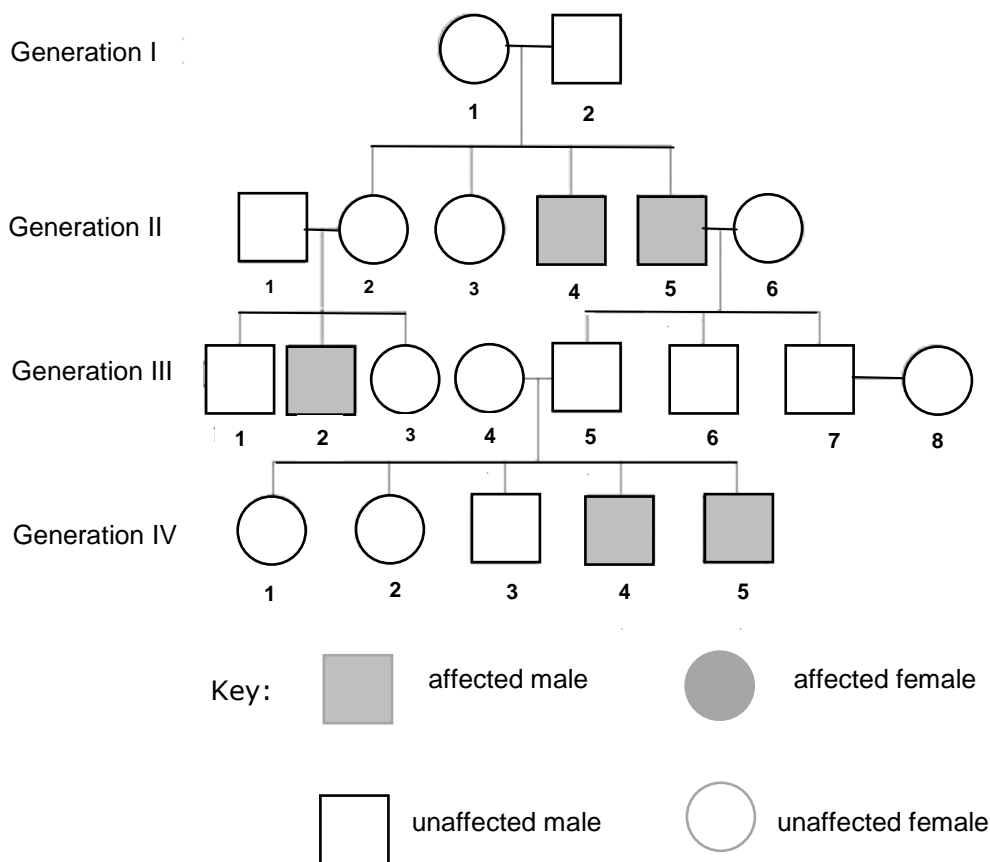 Generation I
1 2
Generation II
1 2 3 4 5 6
Generation III
1 2 3 4 5 6 7 8
Generation IV
1 2 3 4 5
Key: affected male affected female
unaffected male unaffected female